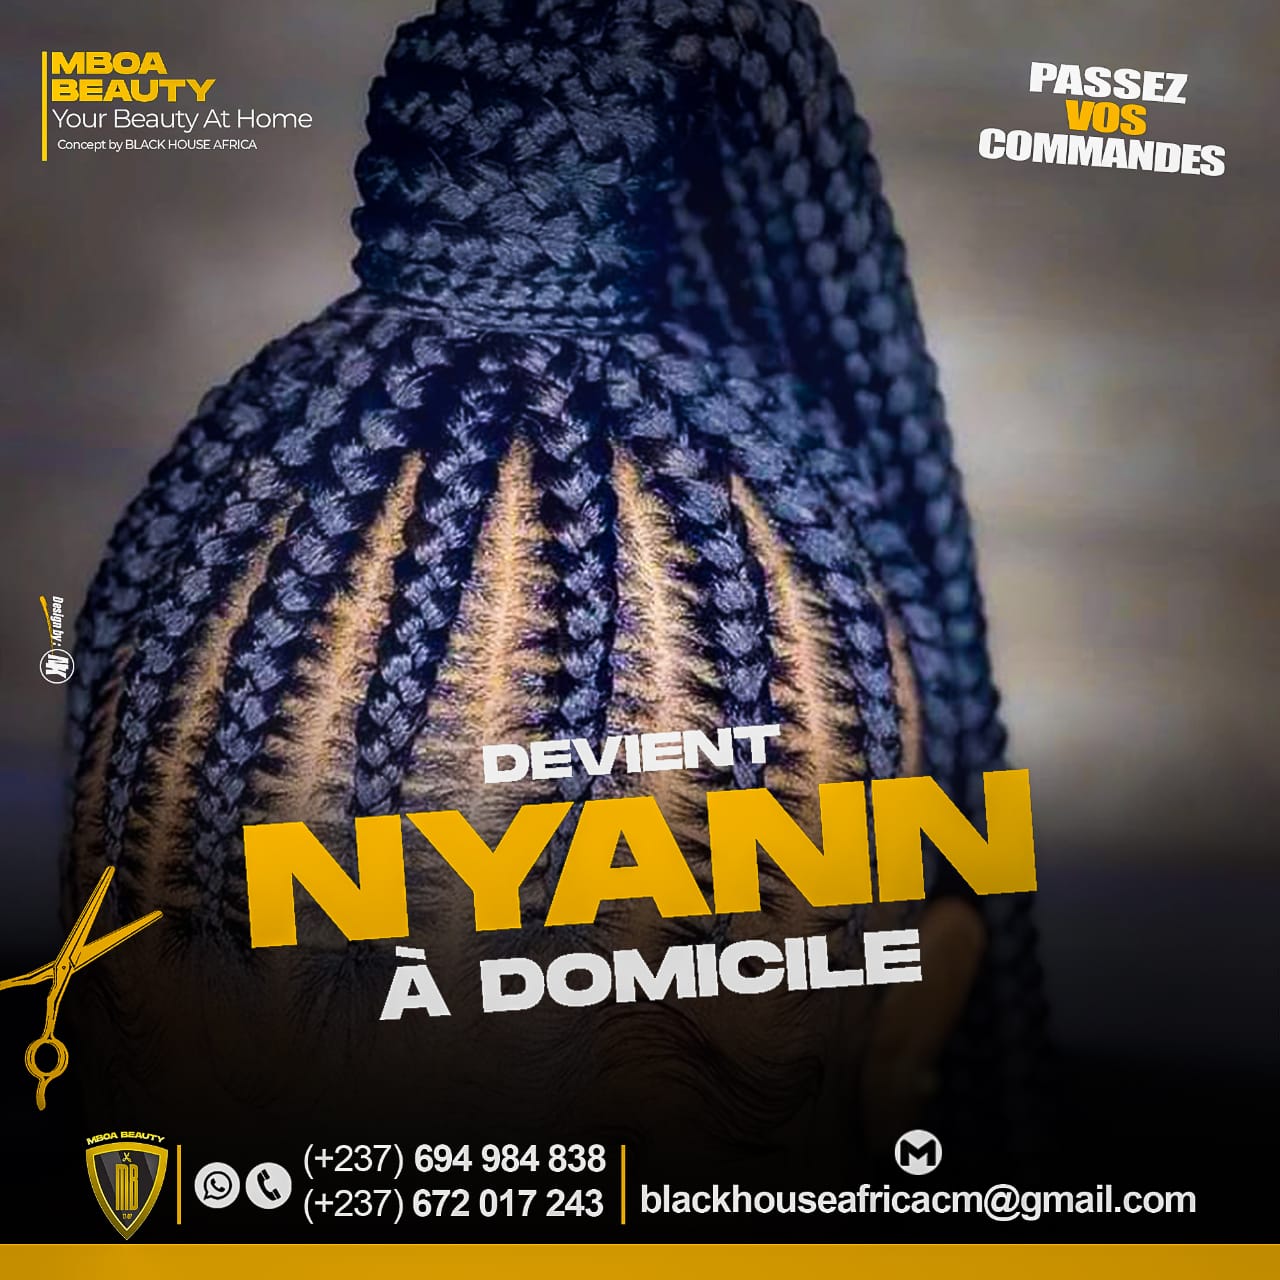 MBOA
BEAUTY
Your Beauty At Home
Concept by BLACK HOUSE AFRICA
PASSEZ
VOS
COMMANDES
Design by :
DEVIENT
NYANN
À DOMICILE
MBOA BEAUTY
MB
(+237) 694 984 838
(+237) 672 017 243
blackhouseafricacm@gmail.com